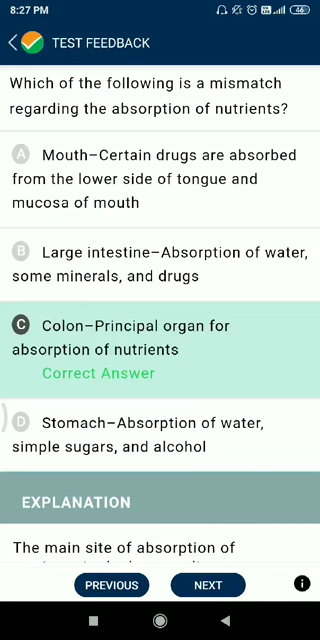 8:27 PM
46
TEST FEEDBACK
Which of the following is a mismatch
regarding the absorption of nutrients?
A Mouth–Certain drugs are absorbed
from the lower side of tongue and
mucosa of mouth
B Large intestine–Absorption of water,
some minerals, and drugs
C Colon–Principal organ for
absorption of nutrients
Correct Answer
D Stomach–Absorption of water,
simple sugars, and alcohol
EXPLANATION
The main site of absorption of
PREVIOUS NEXT